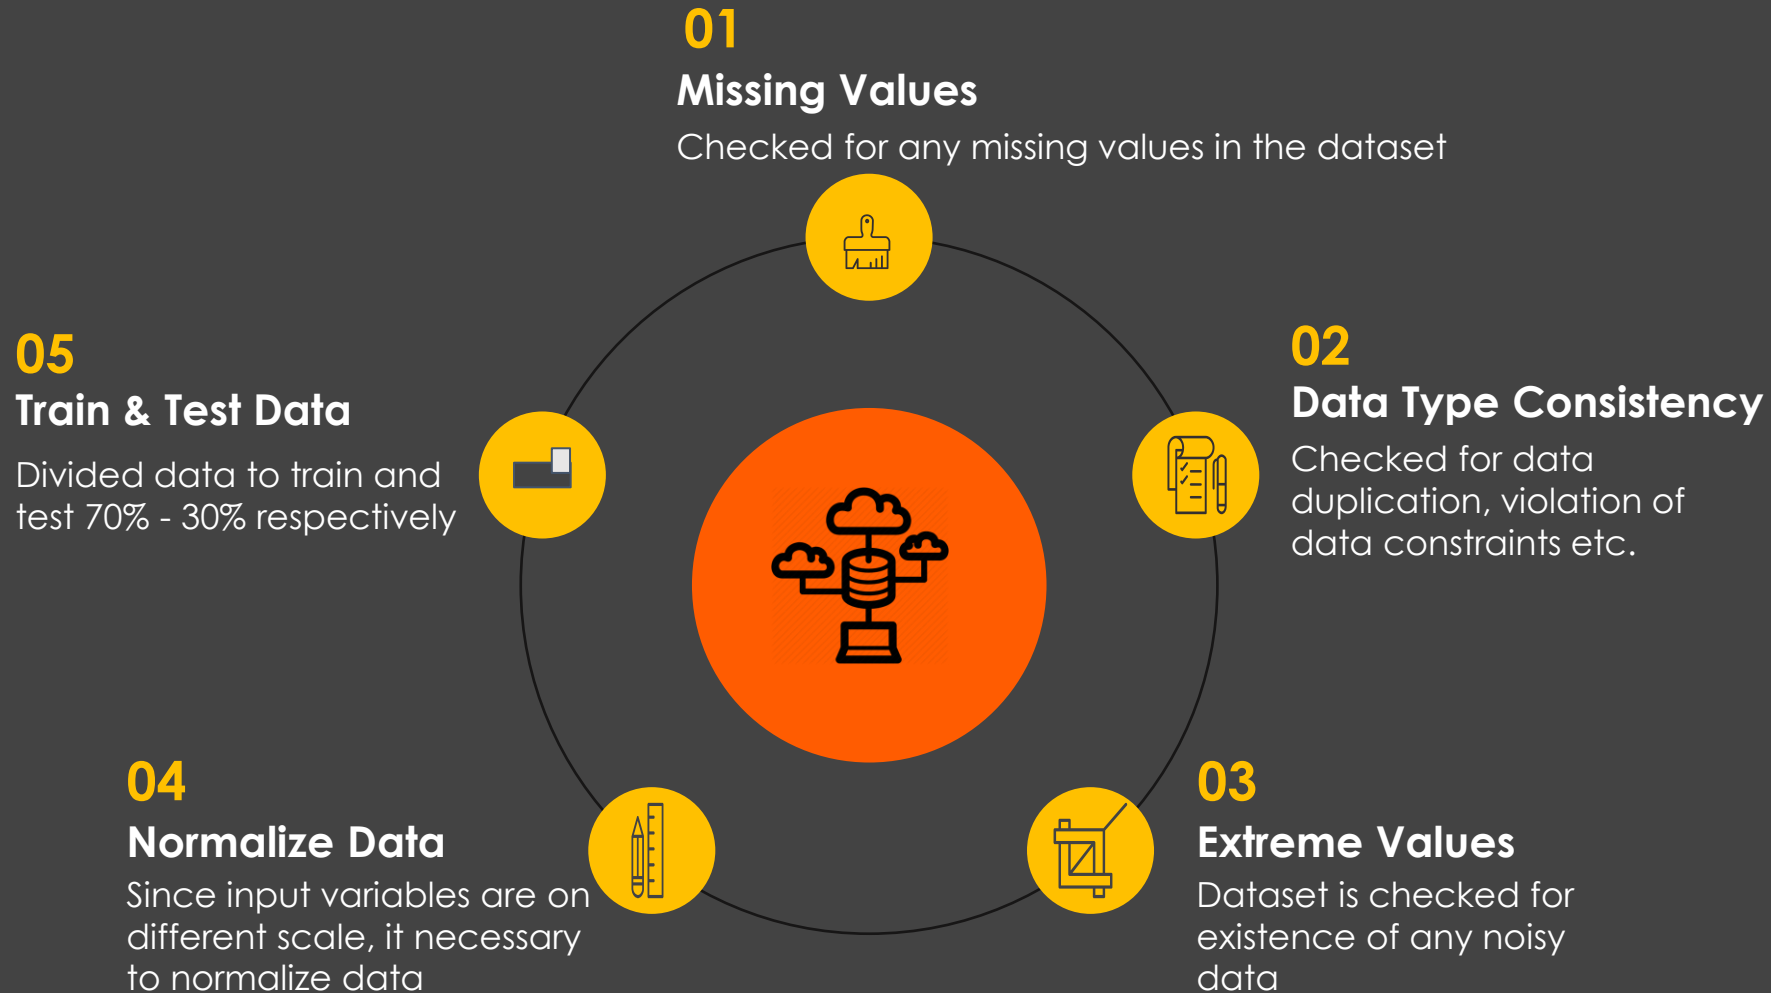 01
Missing Values
Checked for any missing values in the dataset
02
Data Type Consistency
Checked for data
duplication, violation of
data constraints etc.
03
Extreme Values
Dataset is checked for
existence of any noisy
data
04
Normalize Data
Since input variables are on
different scale, it necessary
to normalize data
05
Train & Test Data
Divided data to train and
test 70% - 30% respectively